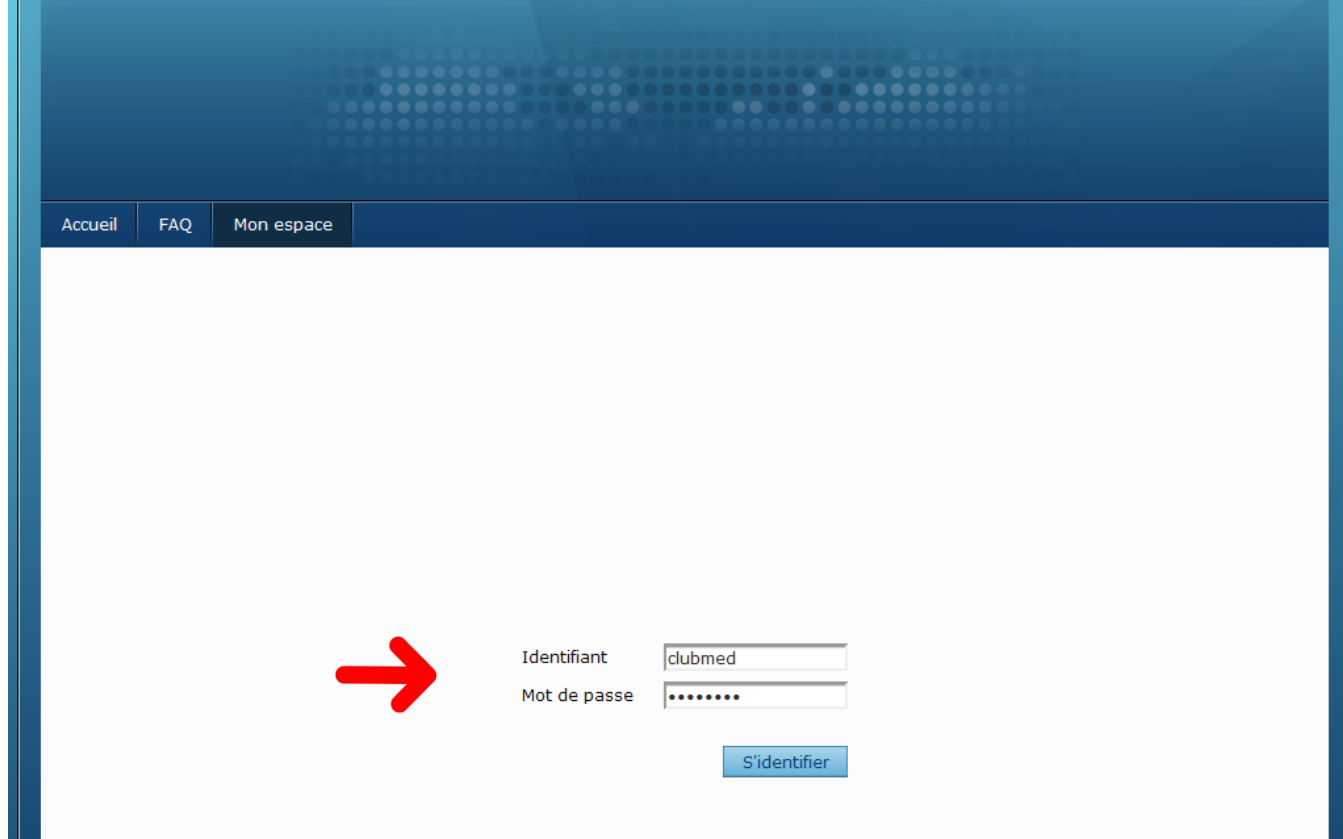 Accueil FAQ Mon espace
Identifiant clubmed
Mot de passe ••••••••
S'identifier